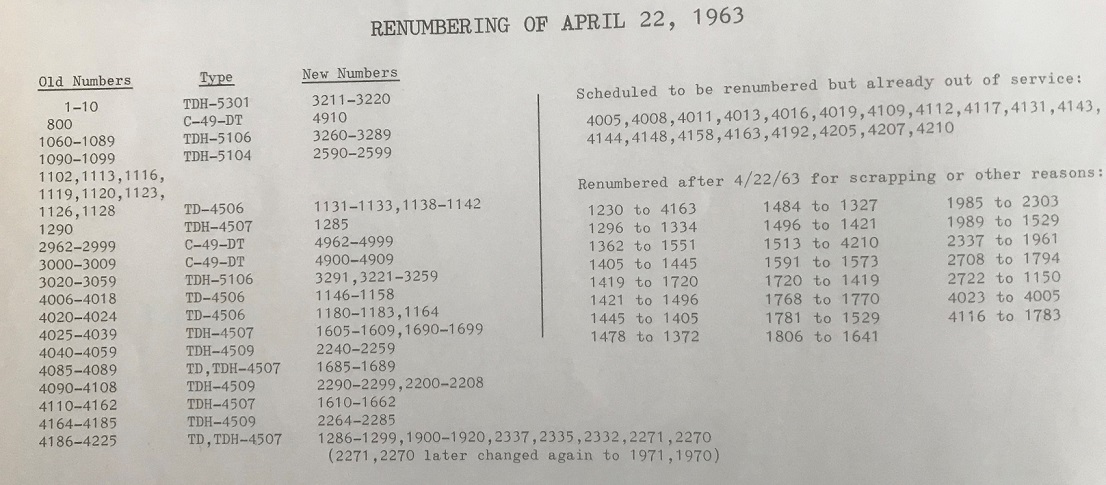 RENUMBERING OF APRIL 22, 1963
Old Numbers Type New Numbers
1-10 TDH-5301 3211-3220
800 C-49-DT 4910
1060-1089 TDH-5106 3260-3289
1090-1099 TDH-5104 2590-2599
1102,1113,1116,
1119,1120,1123,
1126,1128 TD-4506 1131-1133,1138-1142
1290 TDH-4507 1285
2962-2999 C-49-DT 4962-4999
3000-3009 C-49-DT 4900-4909
3020-3059 TDH-5106 3291,3221-3259
4006-4018 TD-4506 1146-1158
4020-4024 TD-4506 1180-1183,1164
4025-4039 TDH-4507 1605-1609,1690-1699
4040-4059 TDH-4509 2240-2259
4085-4089 TD,TDH-4507 1685-1689
4090-4108 TDH-4509 2290-2299,2200-2208
4110-4162 TDH-4507 1610-1662
4164-4185 TDH-4509 2264-2285
4186-4225 TD,TDH-4507 1286-1299,1900-1920,2337,2335,2332,2271,2270
(2271,2270 later changed again to 1971,1970)
Scheduled to be renumbered but already out of service:
4005,4008,4011,4013,4016,4019,4109,4112,4117,4131,4143,
4144,4148,4158,4163,4192,4205,4207,4210
Renumbered after 4/22/63 for scrapping or other reasons:
1230 to 4163 1484 to 1327 1985 to 2303
1296 to 1334 1496 to 1421 1989 to 1529
1362 to 1551 1513 to 4210 2337 to 1961
1405 to 1445 1591 to 1573 2708 to 1794
1419 to 1720 1720 to 1419 2722 to 1150
1421 to 1496 1768 to 1770 4023 to 4005
1445 to 1405 1781 to 1529 4116 to 1783
1478 to 1372 1806 to 1641